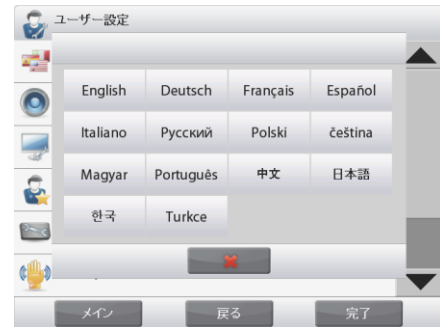 ユーザー設定
English Deutsch Français Español
Italiano Русский Polski čeština
Magyar Português 中文 日本語
한국 Turkce
メイン 戻る 完了